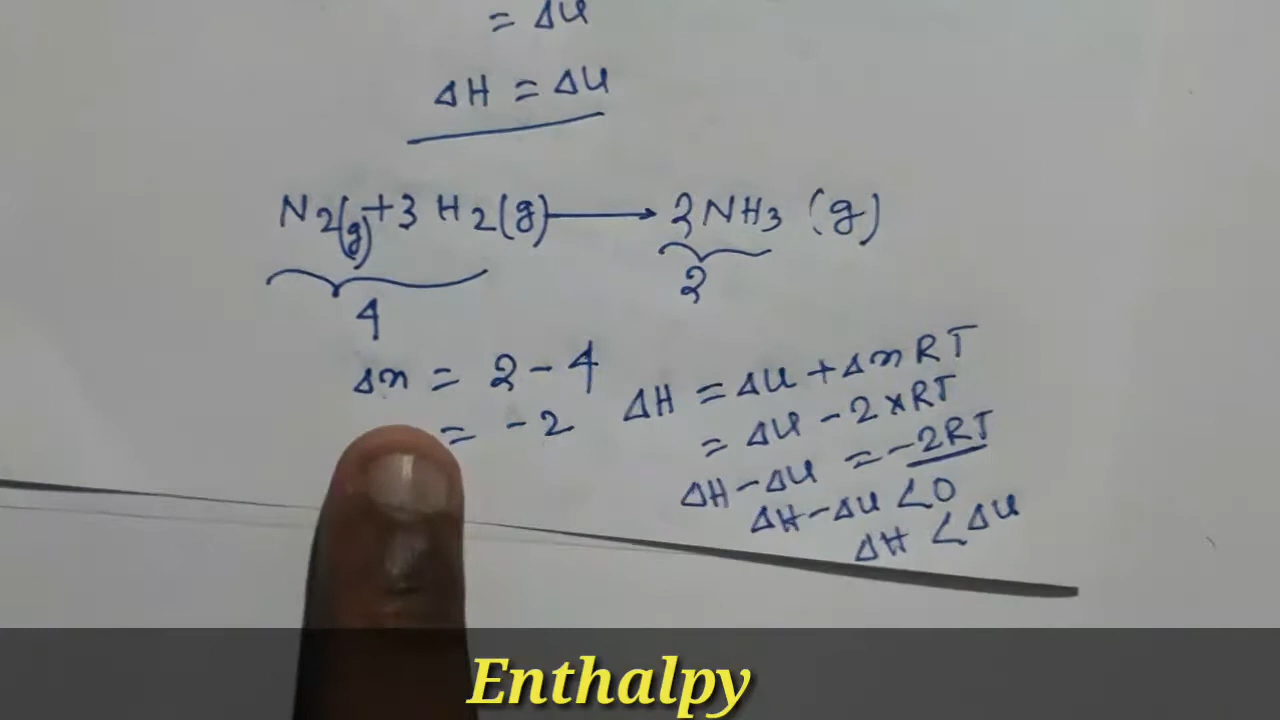 = ΔU
ΔH = ΔU
N2(g)+3 H2(g) ⟶ 2NH3 (g)
4
2
Δn = 2 - 4
= -2
ΔH = ΔU + ΔnRT
= ΔU - 2×RT
ΔH - ΔU = -2RT
ΔH - ΔU <0
ΔH < ΔU
Enthalpy